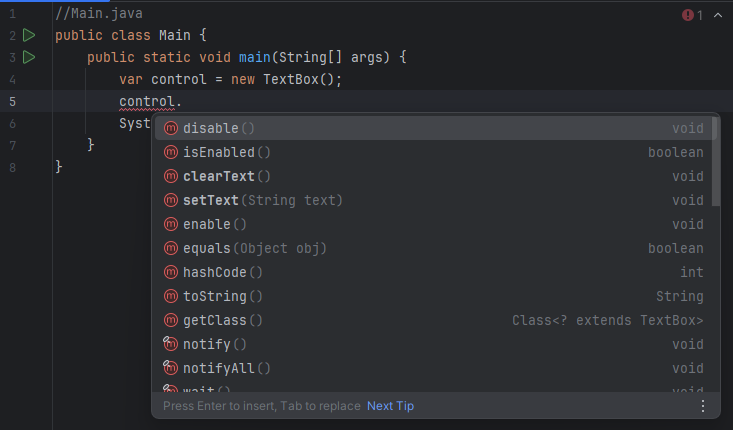 1 //Main.java 1
2 public class Main {
3 public static void main(String[] args) {
4 var control = new TextBox();
5 control.
6 Syst
7 }
8 }
disable() void
isEnabled() boolean
clearText() void
setText(String text) void
enable() void
equals(Object obj) boolean
hashCode() int
toString() String
getClass() Class<? extends TextBox>
notify() void
notifyAll() void
wait() void
Press Enter to insert, Tab to replace Next Tip